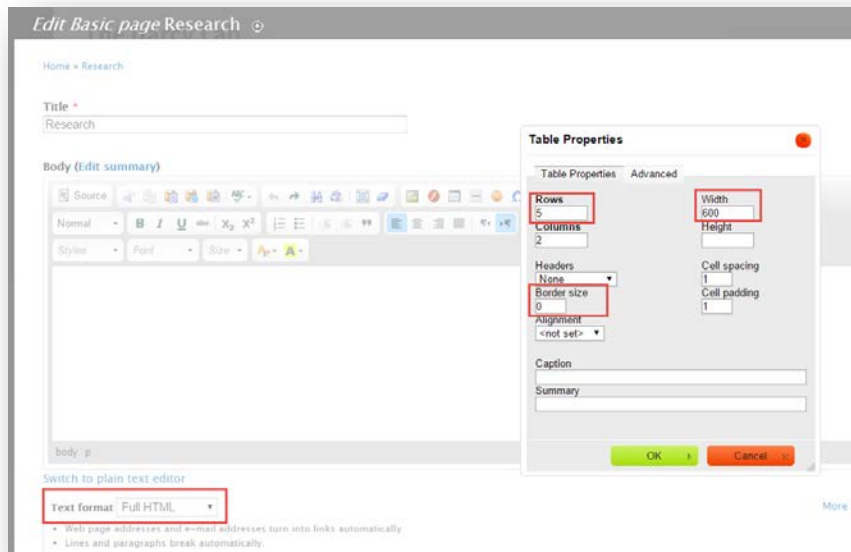 Edit Basic page Research
Home » Research
Title *
Research
Body (Edit summary)
Source
Normal
B I U abc X₂ X²
Styles Font Size A A
body p
Switch to plain text editor
Text format Full HTML
More
• Web page addresses and e-mail addresses turn into links automatically
• Lines and paragraphs break automatically.
Table Properties
Table Properties Advanced
Rows
5
Columns
2
Headers
None
Border size
0
Alignment
<not set>
Width
600
Height
Cell spacing
1
Cell padding
1
Caption
Summary
OK Cancel